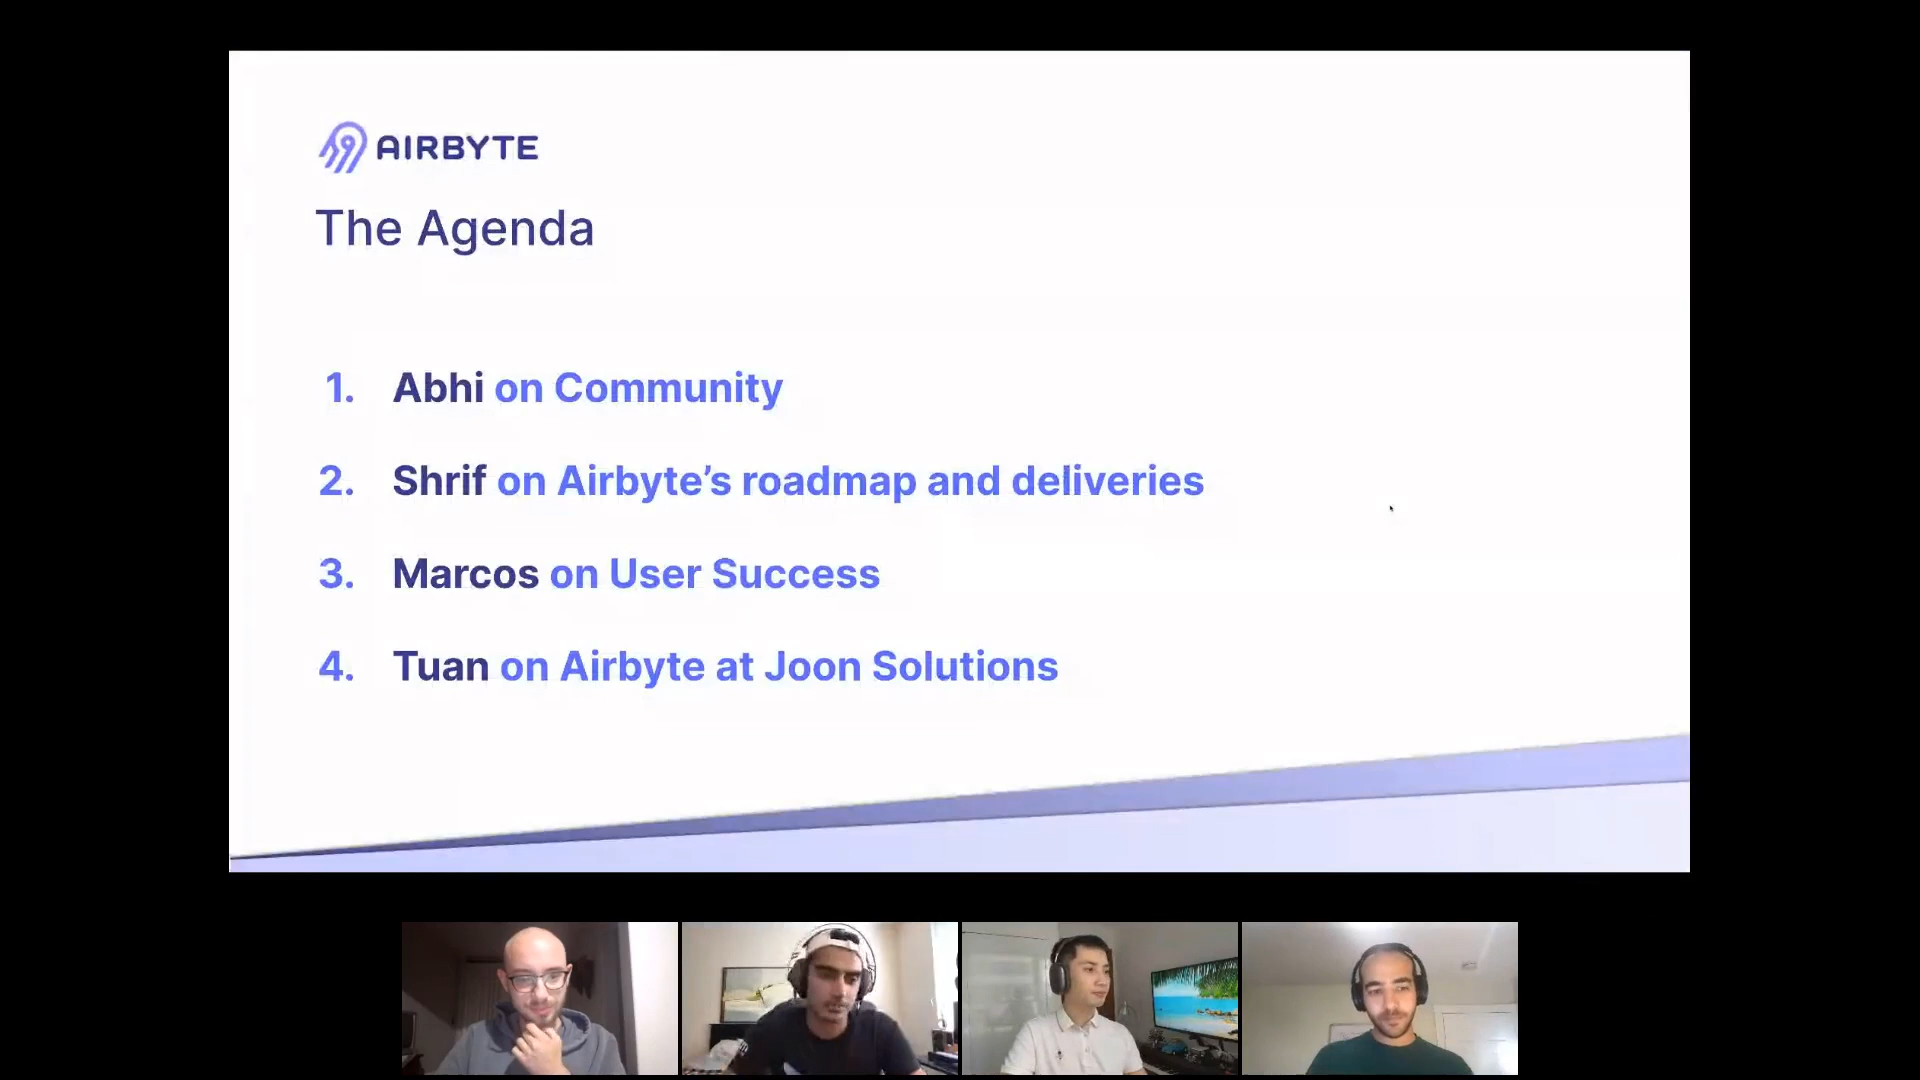 AIRBYTE
The Agenda
1. Abhi on Community
2. Shrif on Airbyte’s roadmap and deliveries
3. Marcos on User Success
4. Tuan on Airbyte at Joon Solutions